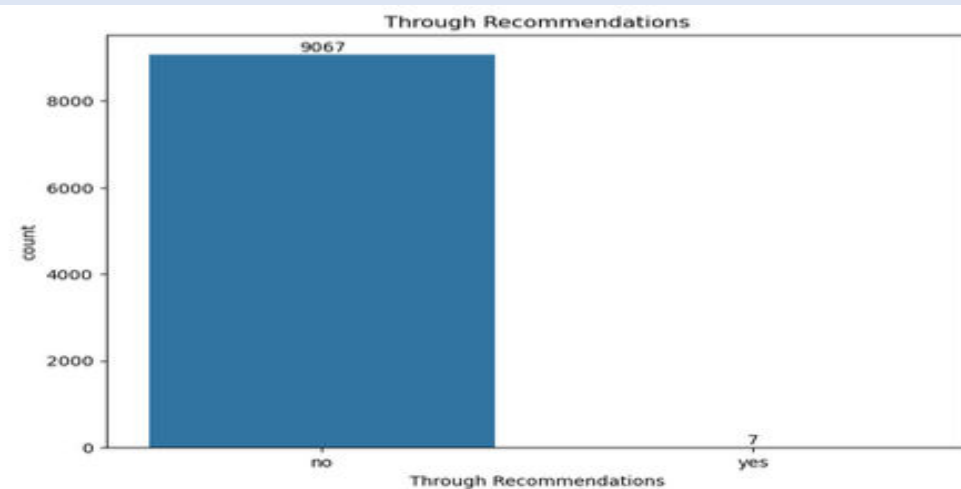 Through Recommendations
9067
8000
6000
4000
2000
0
count
7
no
yes
Through Recommendations